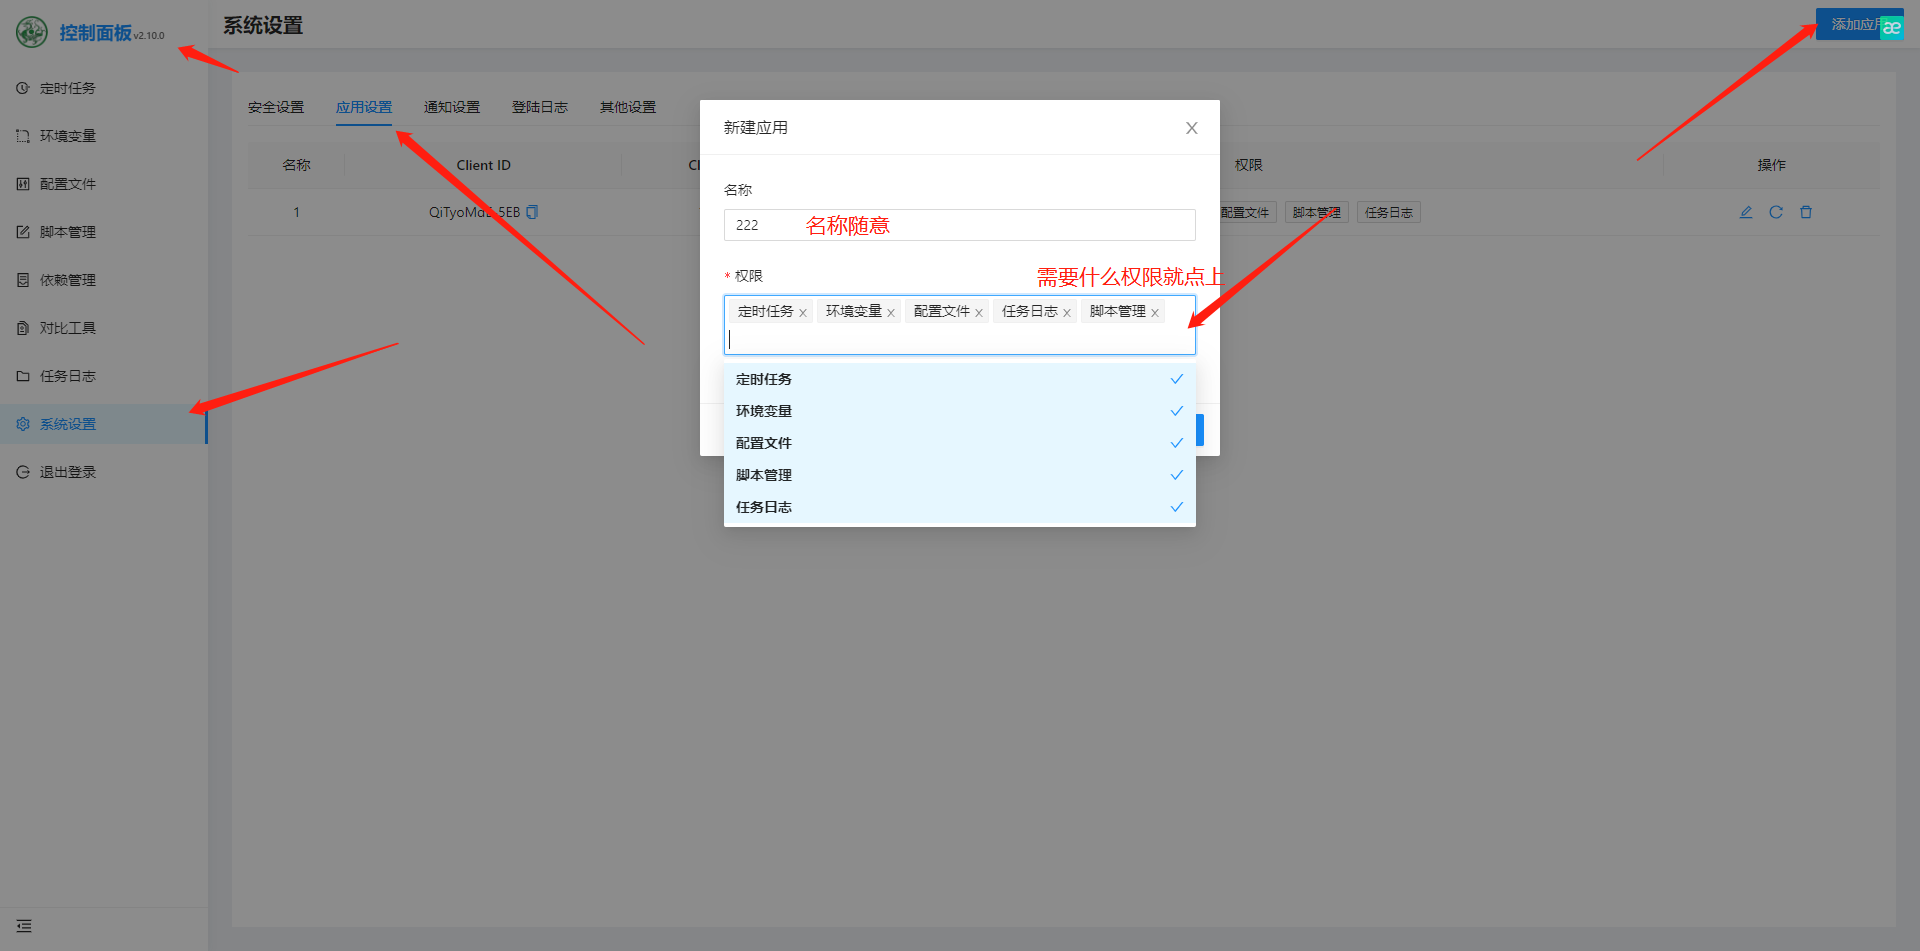 控制面板 v2.10.0
定时任务
环境变量
配置文件
脚本管理
依赖管理
对比工具
任务日志
系统设置
退出登录
系统设置
添加应
æ
安全设置 应用设置 通知设置 登陆日志 其他设置
名称 Client ID 权限 操作
1 配置文件 脚本管理 任务日志
新建应用
名称
222 名称随意
* 权限 需要什么权限就点上
定时任务 环境变量 配置文件 任务日志 脚本管理
定时任务
环境变量
配置文件
脚本管理
任务日志